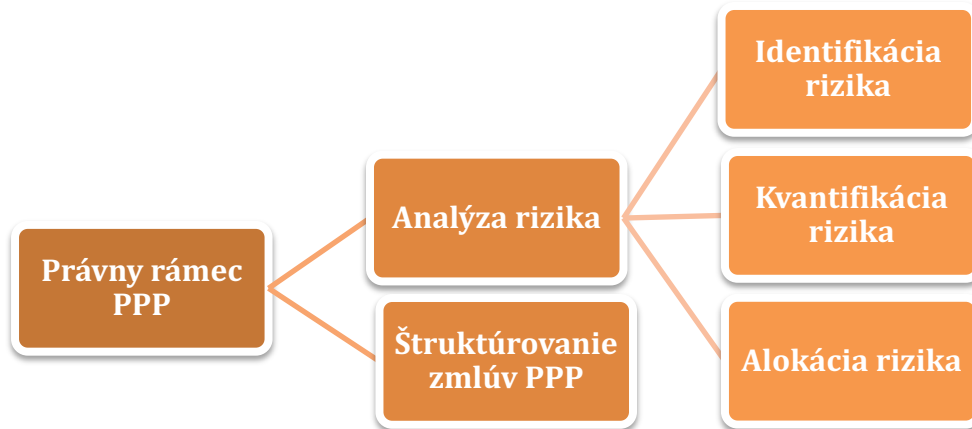 Právny rámec
PPP
Analýza rizika
Štruktúrovanie
zmlúv PPP
Identifikácia
rizika
Kvantifikácia
rizika
Alokácia rizika